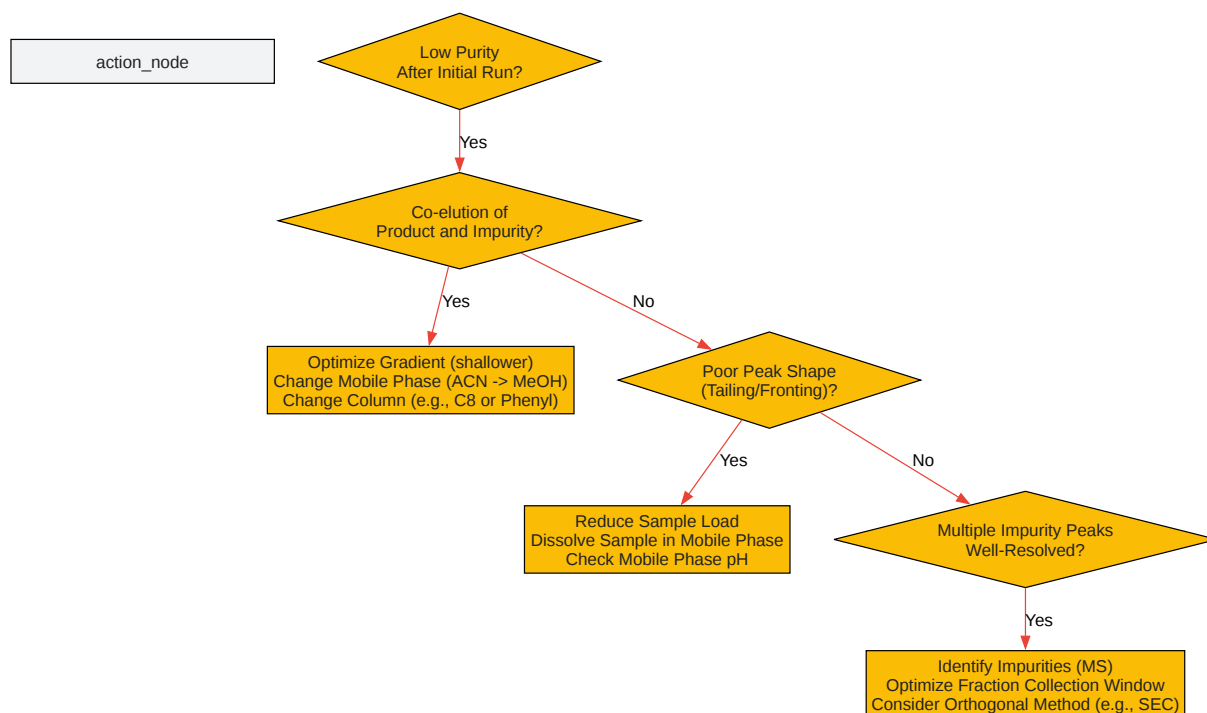 action_node
Low Purity
After Initial Run?
Yes
Co-elution of
Product and Impurity?
Yes
No
Optimize Gradient (shallower)
Change Mobile Phase (ACN -> MeOH)
Change Column (e.g., C8 or Phenyl)
Poor Peak Shape
(Tailing/Fronting)?
Yes
No
Reduce Sample Load
Dissolve Sample in Mobile Phase
Check Mobile Phase pH
Multiple Impurity Peaks
Well-Resolved?
Yes
Identify Impurities (MS)
Optimize Fraction Collection Window
Consider Orthogonal Method (e.g., SEC)